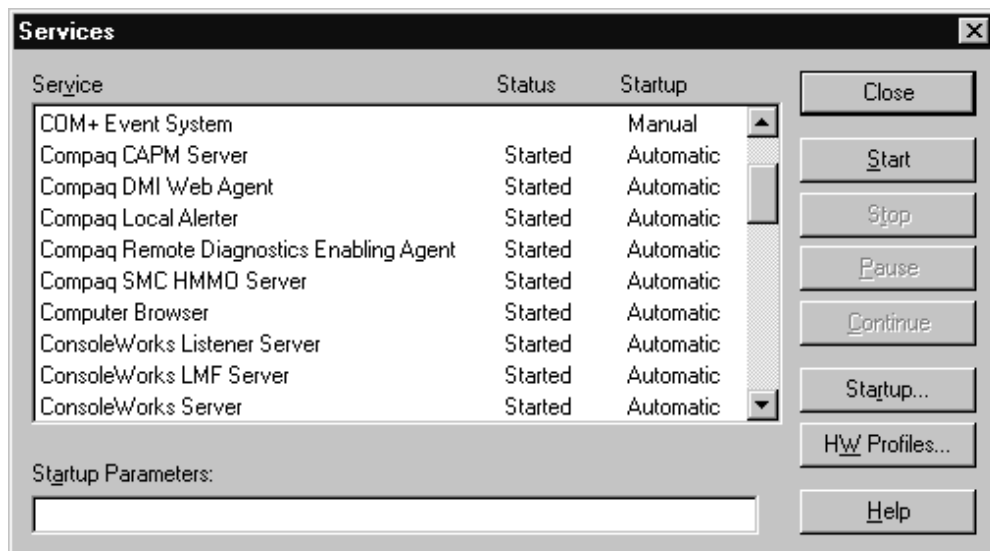 Services
Service Status Startup
COM+ Event System Manual
Compaq CAPM Server Started Automatic
Compaq DMI Web Agent Started Automatic
Compaq Local Alerter Started Automatic
Compaq Remote Diagnostics Enabling Agent Started Automatic
Compaq SMC HMMO Server Started Automatic
Computer Browser Started Automatic
ConsoleWorks Listener Server Started Automatic
ConsoleWorks LMF Server Started Automatic
ConsoleWorks Server Started Automatic
Startup Parameters:
Close
Start
Stop
Pause
Continue
Startup...
HW Profiles...
Help